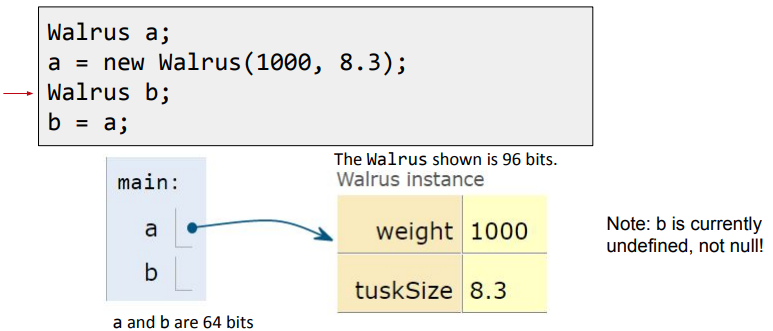 Walrus a;
a = new Walrus(1000, 8.3);
Walrus b;
b = a;
The Walrus shown is 96 bits.
Walrus instance
main:
a
b
weight 1000
tuskSize 8.3
Note: b is currently
undefined, not null!
a and b are 64 bits